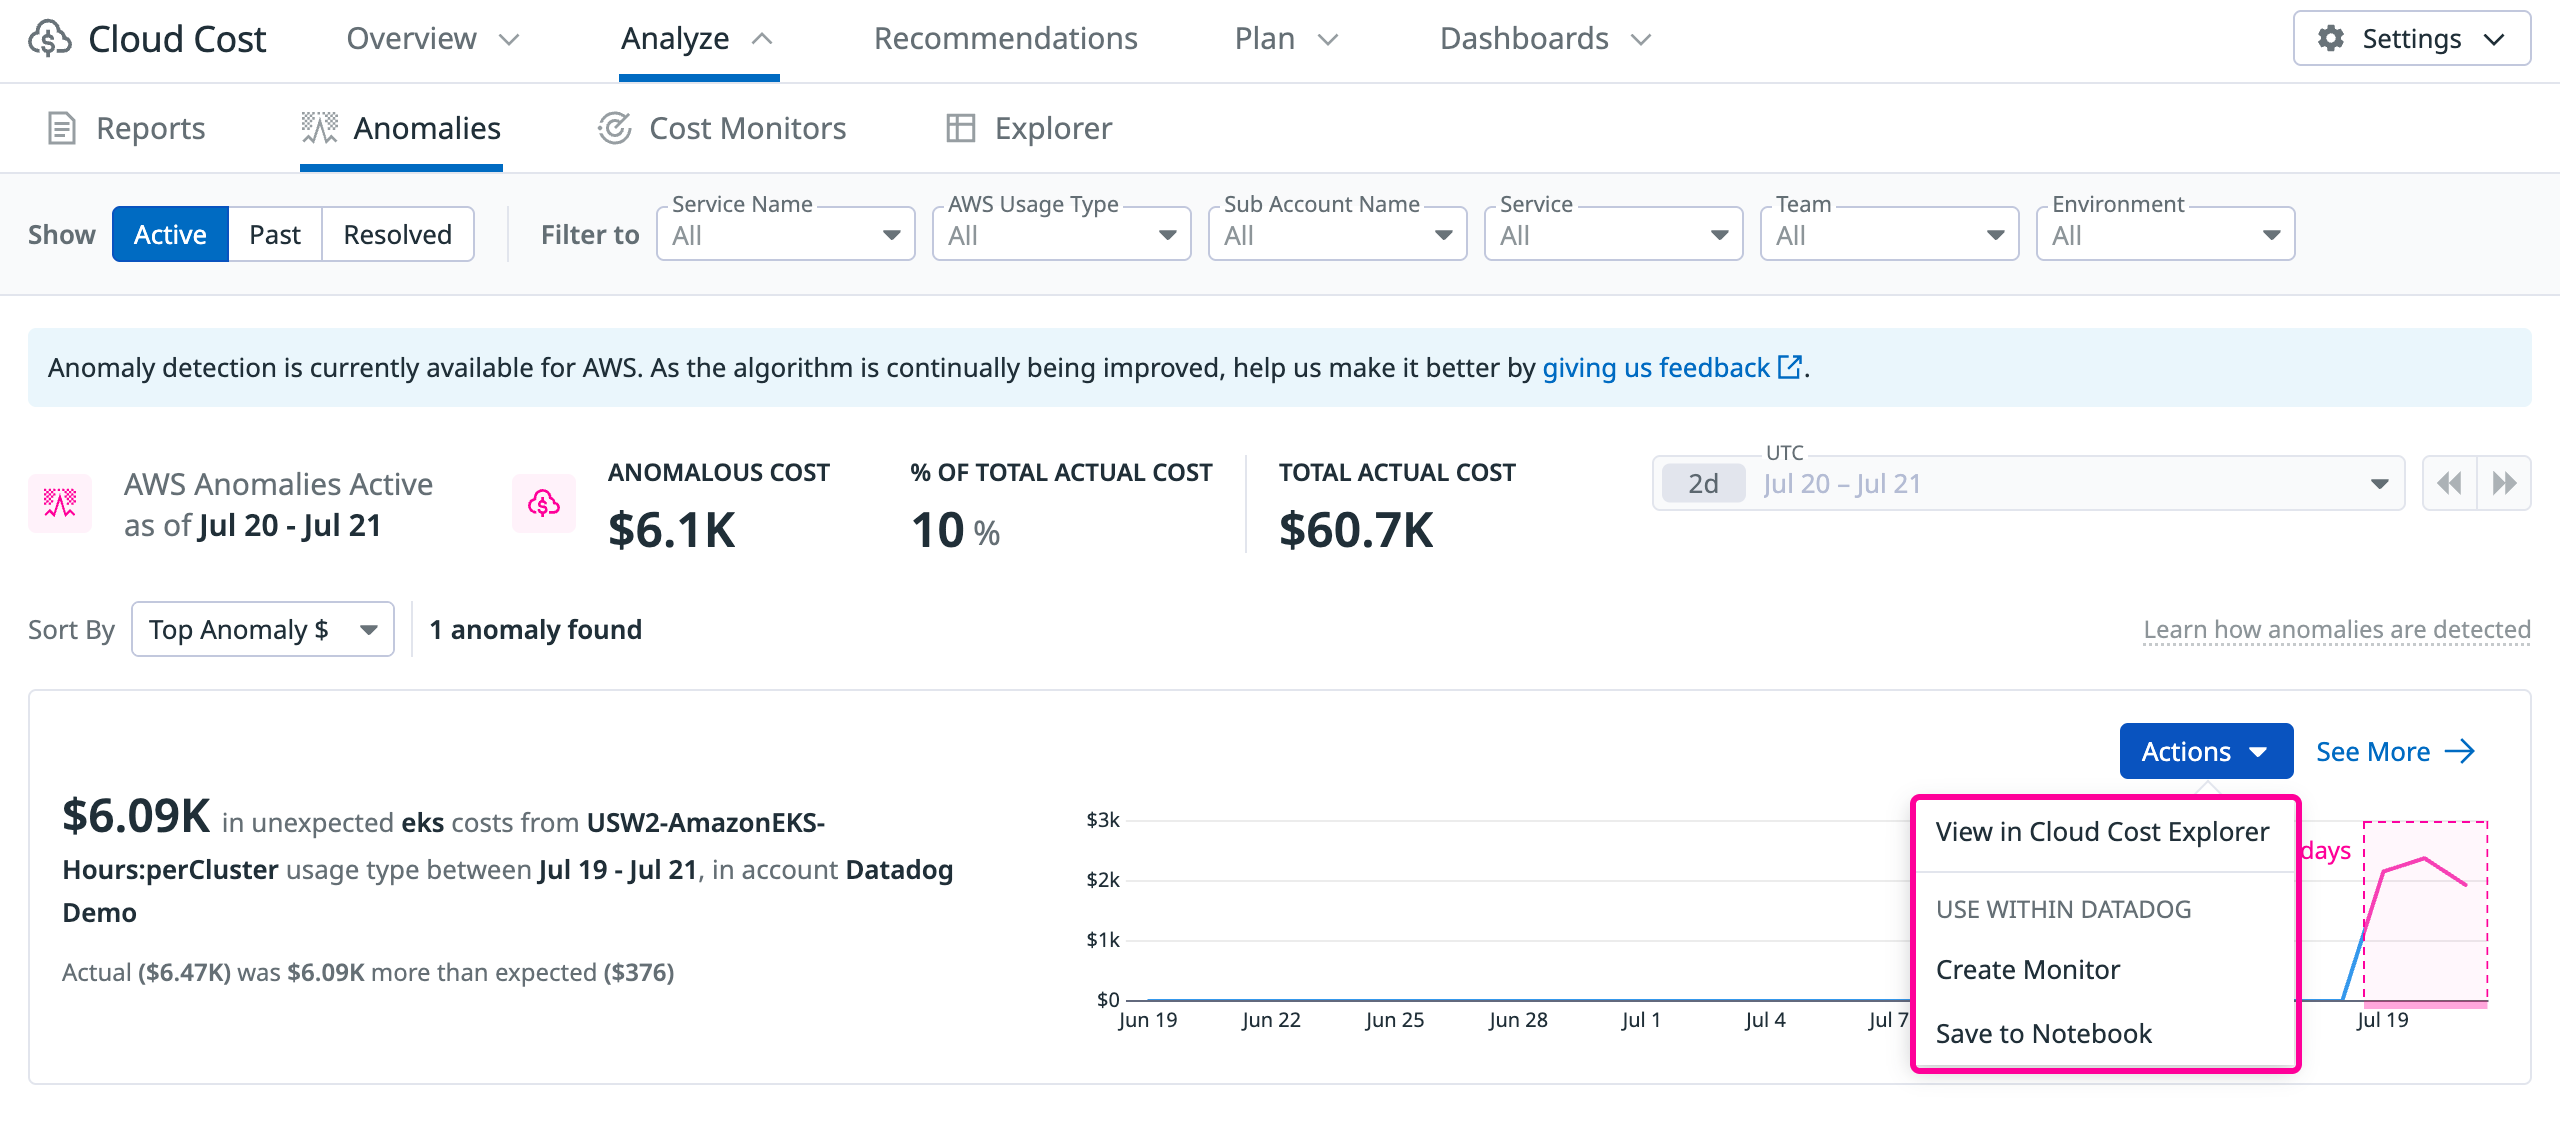 Cloud Cost Overview Analyze Recommendations Plan Dashboards Settings
Reports Anomalies Cost Monitors Explorer
Service Name AWS Usage Type Sub Account Name Service Team Environment
Show Active Past Resolved Filter to All All All All All All
Anomaly detection is currently available for AWS. As the algorithm is continually being improved, help us make it better by giving us feedback.
UTC
AWS Anomalies Active ANOMALOUS COST % OF TOTAL ACTUAL COST TOTAL ACTUAL COST 2d Jul 20 – Jul 21
as of Jul 20 - Jul 21 $6.1K 10 % $60.7K
Sort By Top Anomaly $ 1 anomaly found Learn how anomalies are detected
Actions See More
$6.09K in unexpected eks costs from USW2-AmazonEKS-
Hours:perCluster usage type between Jul 19 - Jul 21, in account Datadog
Demo
Actual ($6.47K) was $6.09K more than expected ($376)
$3k
$2k
$1k
$0
Jun 19 Jun 22 Jun 25 Jun 28 Jul 1 Jul 4 Jul 7 Jul 19
days
View in Cloud Cost Explorer
USE WITHIN DATADOG
Create Monitor
Save to Notebook